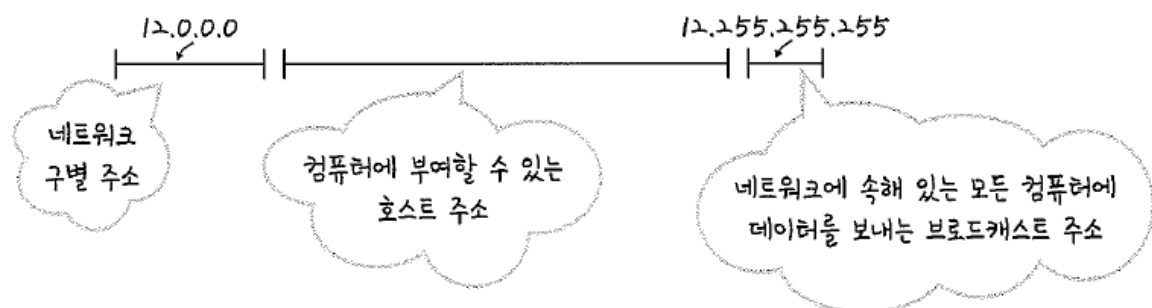 12.0.0.0
12.255.255.255
네트워크
구별 주소
컴퓨터에 부여할 수 있는
호스트 주소
네트워크에 속해 있는 모든 컴퓨터에
데이터를 보내는 브로드캐스트 주소